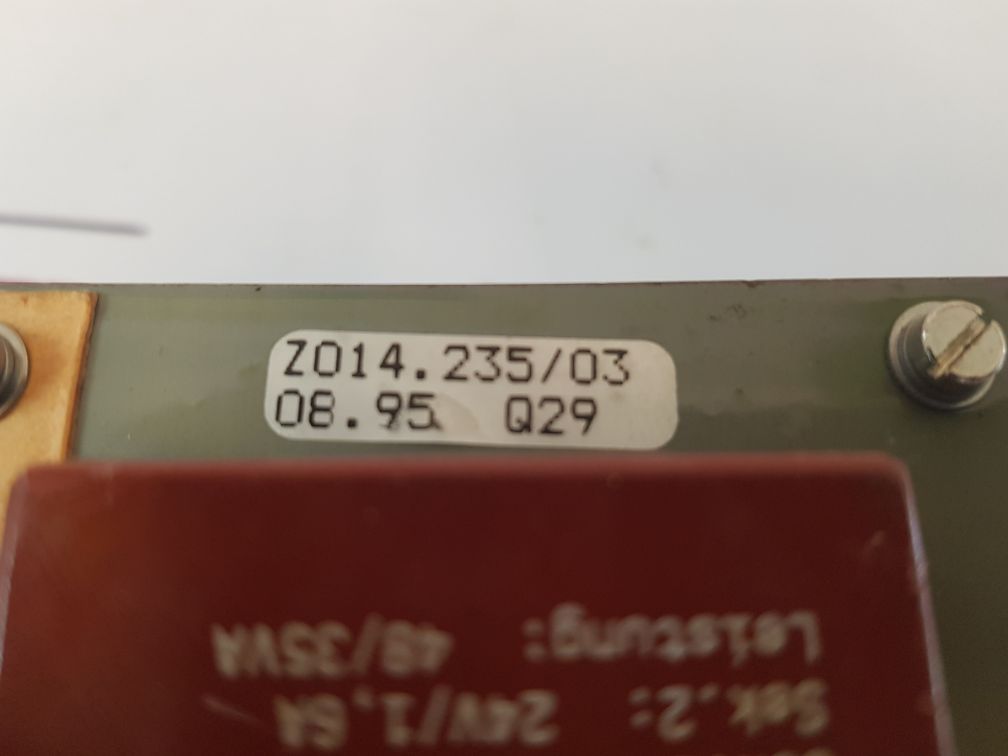 Z014.235/03
08.95 Q29
Sek.2: 24V/1,6A
Leistung: 48/35VA